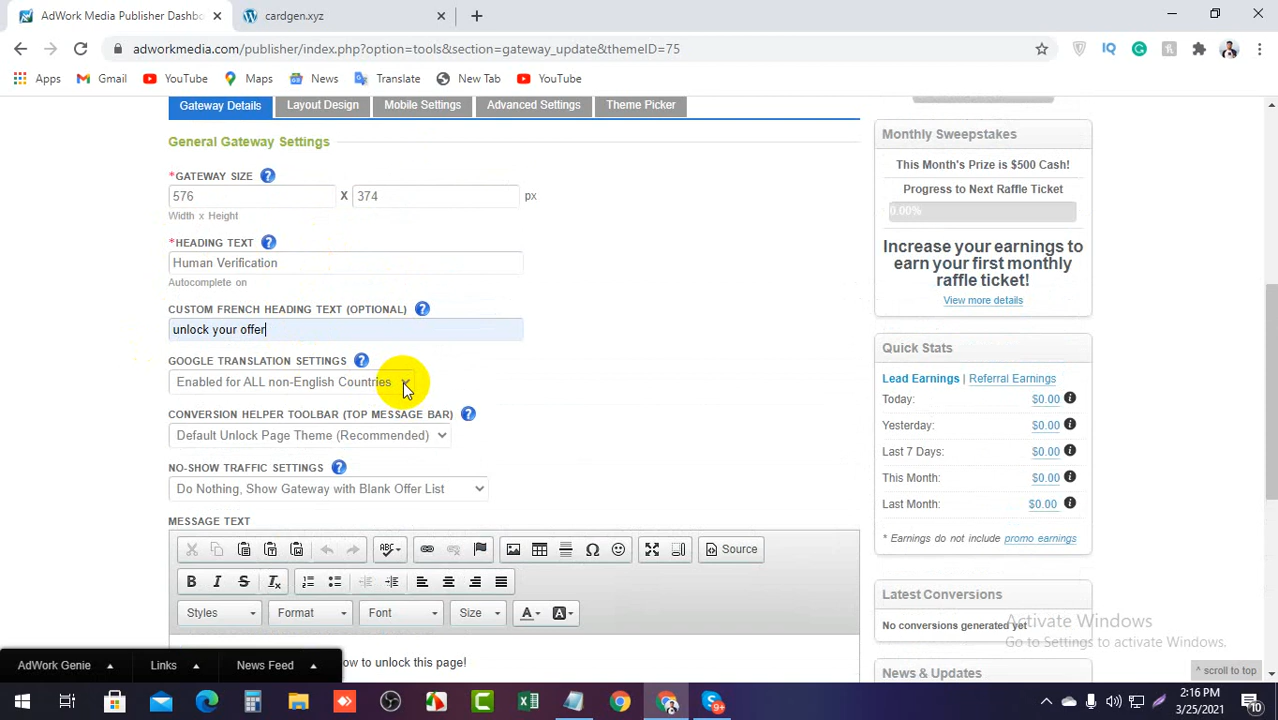 AdWork Media Publisher Dashbo
cardgen.xyz
adworkmedia.com/publisher/index.php?option=tools&section=gateway_update&themeID=75
Apps Gmail YouTube Maps News Translate New Tab YouTube
Gateway Details Layout Design Mobile Settings Advanced Settings Theme Picker
General Gateway Settings
*GATEWAY SIZE ?
576 X 374 px
Width x Height
*HEADING TEXT ?
Human Verification
Autocomplete on
CUSTOM FRENCH HEADING TEXT (OPTIONAL) ?
unlock your offer
GOOGLE TRANSLATION SETTINGS ?
Enabled for ALL non-English Countries
CONVERSION HELPER TOOLBAR (TOP MESSAGE BAR) ?
Default Unlock Page Theme (Recommended)
NO-SHOW TRAFFIC SETTINGS ?
Do Nothing, Show Gateway with Blank Offer List
MESSAGE TEXT
Source
Styles Format Font Size
ow to unlock this page!
Monthly Sweepstakes
This Month's Prize is $500 Cash!
Progress to Next Raffle Ticket
0.00%
Increase your earnings to
earn your first monthly
raffle ticket!
View more details
Quick Stats
Lead Earnings | Referral Earnings
Today: $0.00
Yesterday: $0.00
Last 7 Days: $0.00
This Month: $0.00
Last Month: $0.00
* Earnings do not include promo earnings
Latest Conversions
No conversions generated yet
News & Updates
Activate Windows
Go to Settings to activate Windows.
^ scroll to top
AdWork Genie Links News Feed
2:16 PM
3/25/2021